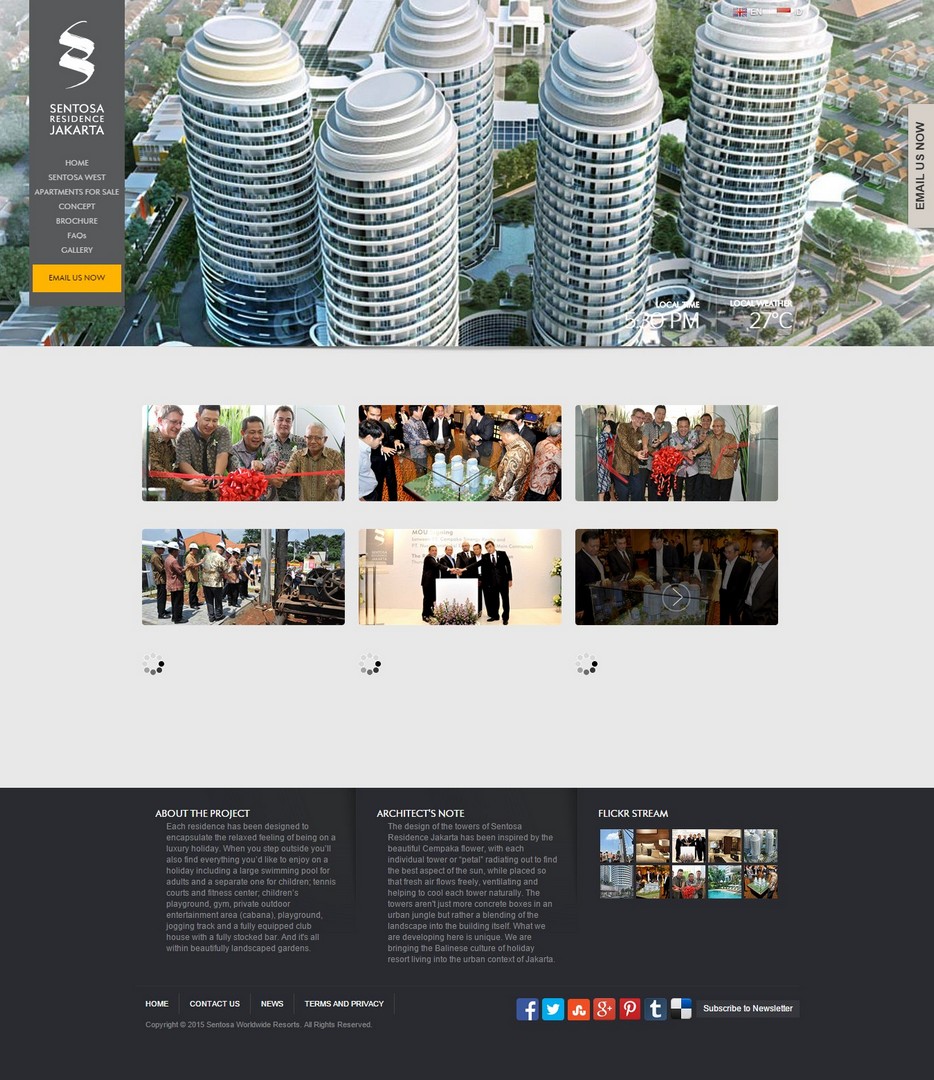 EN
SENTOSA
RESIDENCE
JAKARTA
HOME
SENTOSA WEST
APARTMENTS FOR SALE
CONCEPT
BROCHURE
FAQs
GALLERY
EMAIL US NOW
EMAIL US NOW
LOCAL TIME
5:39 PM
LOCAL WEATHER
27°C
ABOUT THE PROJECT
Each residence has been designed to
encapsulate the relaxed feeling of being on a
luxury holiday. When you step outside you'll
also find everything you'd like to enjoy on a
holiday including a large swimming pool for
adults and a separate one for children; tennis
courts and fitness center; children's
playground, gym, private outdoor
entertainment area (cabana), playground,
jogging track and a fully equipped club
house with a fully stocked bar. And it's all
within beautifully landscaped gardens.
ARCHITECT'S NOTE
The design of the towers of Sentosa
Residence Jakarta has been inspired by the
beautiful Cempaka flower, with each
individual tower or "petal" radiating out to find
the best aspect of the sun, while placed so
that fresh air flows freely, ventilating and
helping to cool each tower naturally. The
towers aren't just more concrete boxes in an
urban jungle but rather a blending of the
landscape into the building itself. What we
are developing here is unique. We are
bringing the Balinese culture of holiday
resort living into the urban context of Jakarta.
FLICKR STREAM
HOME
CONTACT US
NEWS
TERMS AND PRIVACY
Subscribe to Newsletter
Copyright © 2015 Sentosa Worldwide Resorts. All Rights Reserved.